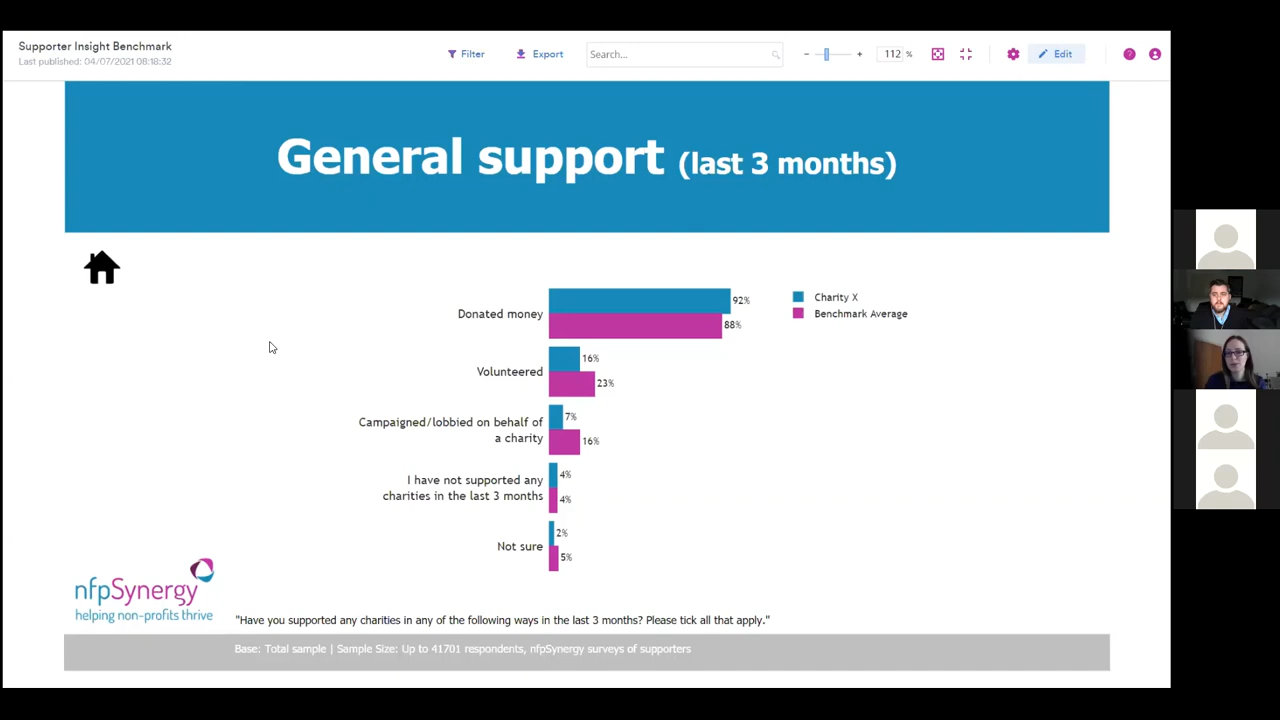 Supporter Insight Benchmark
Last published: 04/07/2021 08:18:32
Filter
Export
Search...
- + 112 %
Edit
General support (last 3 months)
Donated money 92% 88%
Charity X
Benchmark Average
Volunteered 16% 23%
Campaigned/lobbied on behalf of
a charity
7% 16%
I have not supported any
charities in the last 3 months
4% 4%
Not sure 2% 5%
nfpSynergy
helping non-profits thrive
"Have you supported any charities in any of the following ways in the last 3 months? Please tick all that apply."
Base: Total sample | Sample Size: Up to 41701 respondents, nfpSynergy surveys of supporters